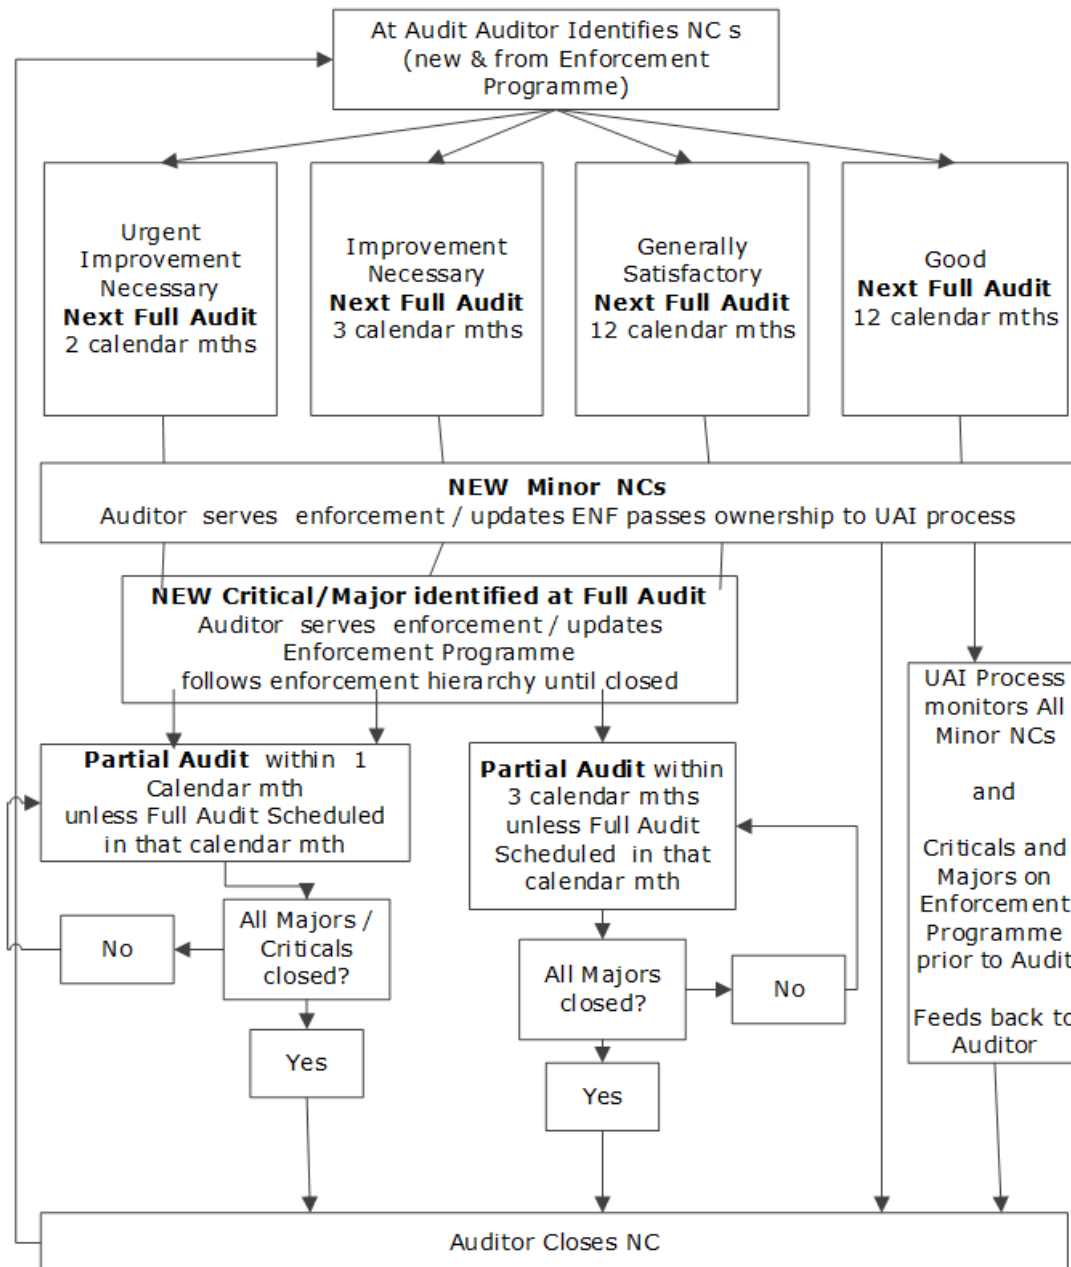 At Audit Auditor Identifies NC s
(new & from Enforcement
Programme)
Urgent
Improvement
Necessary
Next Full Audit
2 calendar mths
Improvement
Necessary
Next Full Audit
3 calendar mths
Generally
Satisfactory
Next Full Audit
12 calendar mths
Good
Next Full Audit
12 calendar mths
NEW Minor NCs
Auditor serves enforcement / updates ENF passes ownership to UAI process
NEW Critical/Major identified at Full Audit
Auditor serves enforcement / updates
Enforcement Programme
follows enforcement hierarchy until closed
Partial Audit within 1
Calendar mth
unless Full Audit Scheduled
in that calendar mth
Partial Audit within
3 calendar mths
unless Full Audit
Scheduled in that
calendar mth
UAI Process
monitors All
Minor NCs
and
Criticals and
Majors on
Enforcement
Programme
prior to Audit
Feeds back to
Auditor
No
All Majors /
Criticals
closed?
Yes
All Majors
closed?
No
Yes
Auditor Closes NC